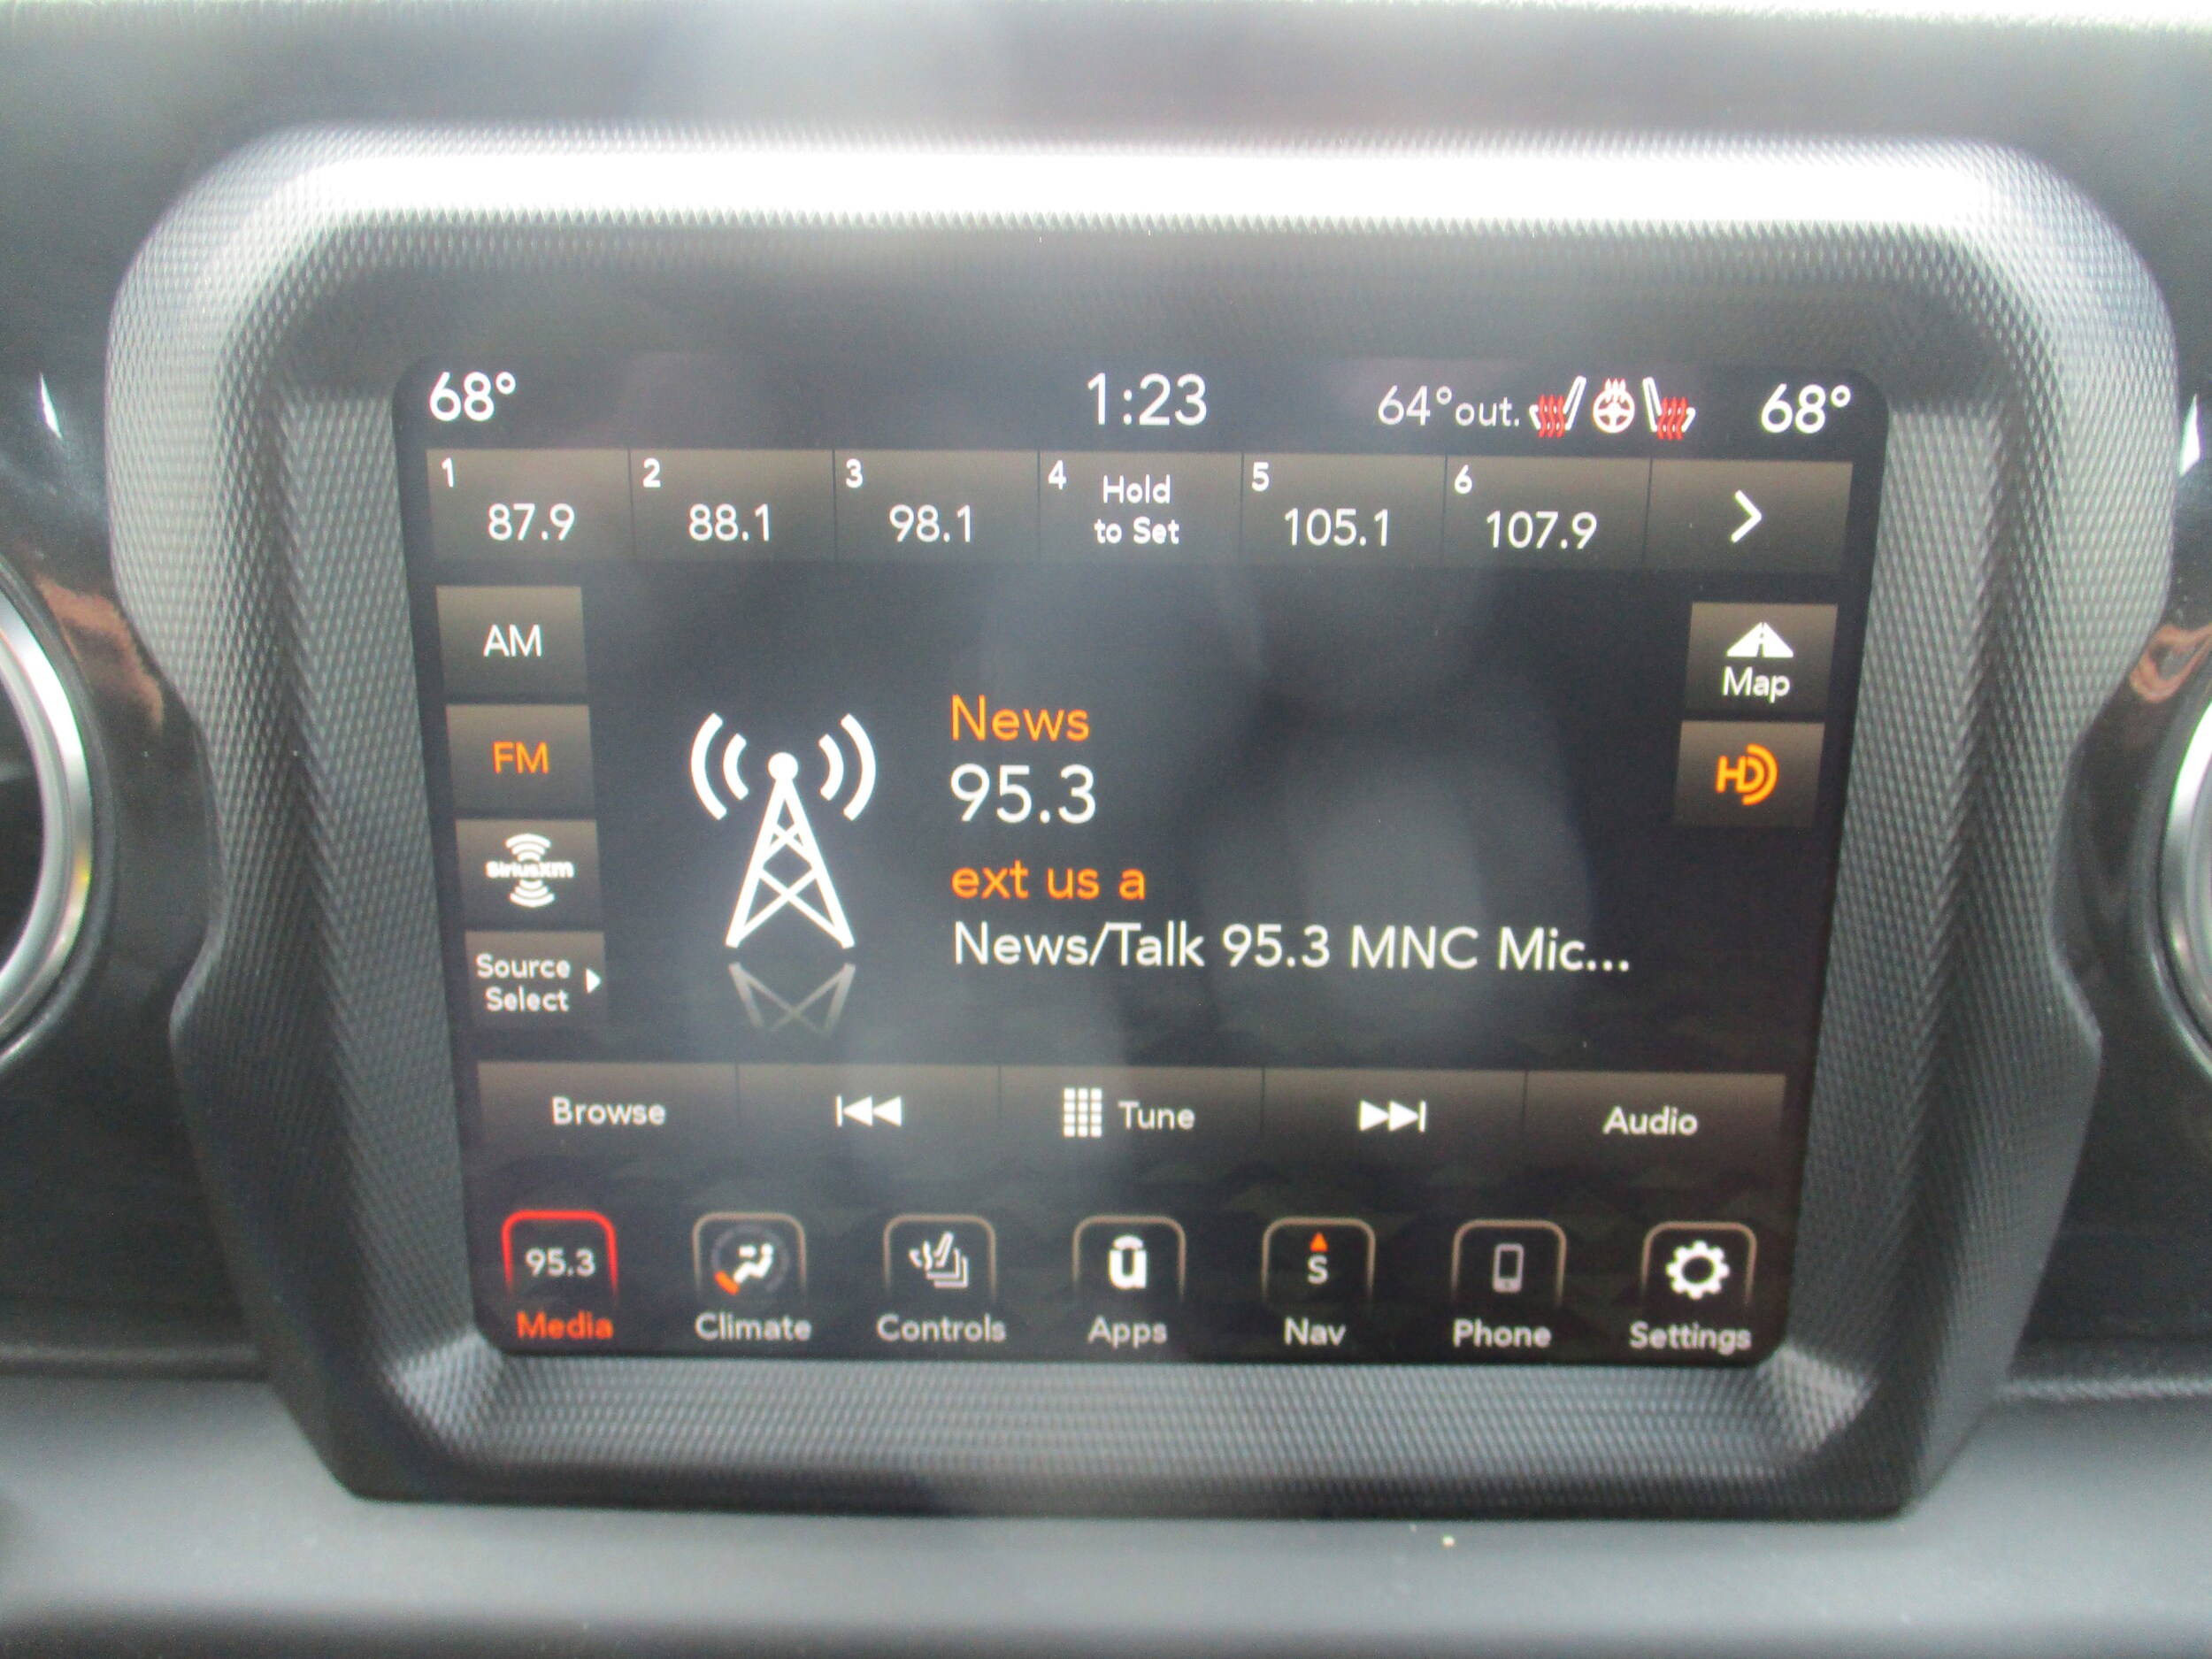 68° 1:23 64°out. 68°
1 2 3 4 Hold 5 6
87.9 88.1 98.1 to Set 105.1 107.9
AM
Map
FM
News
HD
95.3
SiriusXM
ext us a
News/Talk 95.3 MNC Mic...
Source
Select
Browse Tune Audio
95.3 S
Media Climate Controls Apps Nav Phone Settings